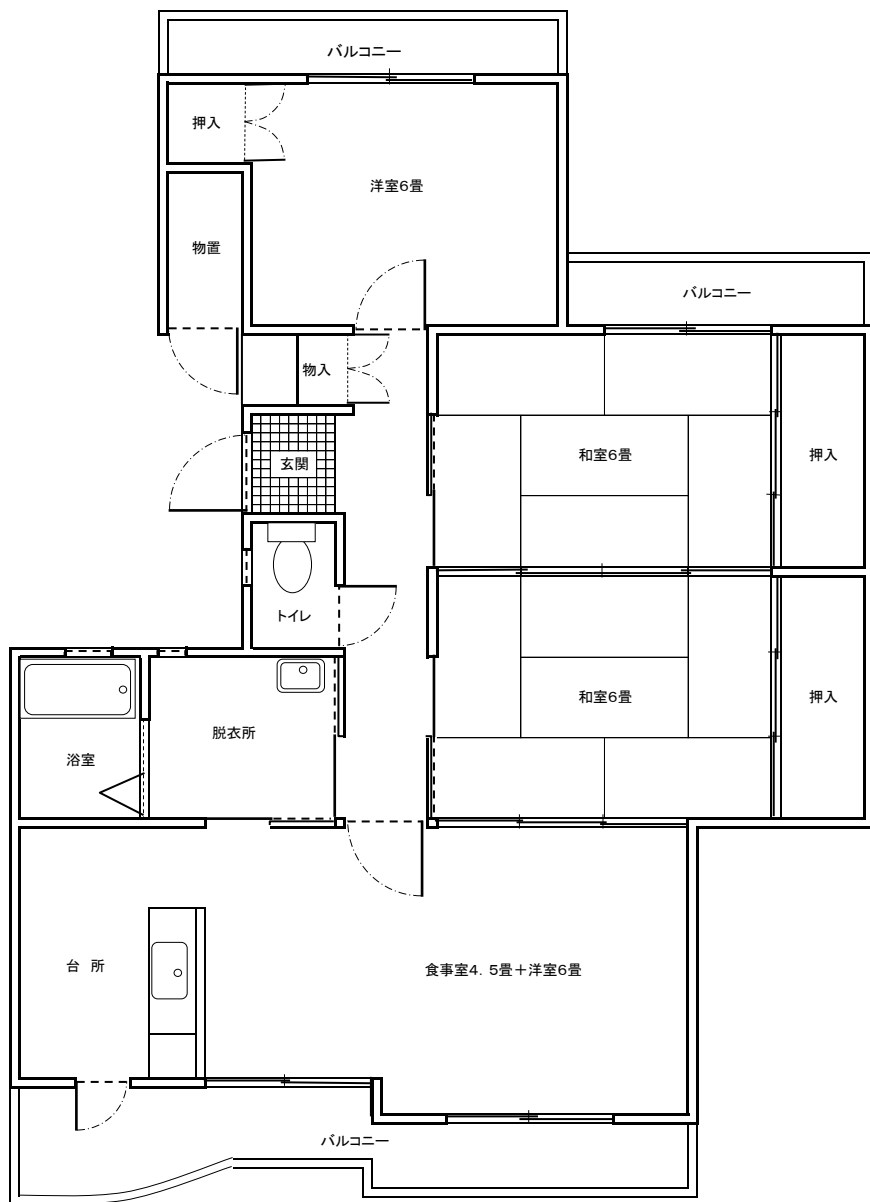 バルコニー
押入
洋室6畳
物置
バルコニー
物入
玄関
和室6畳
押入
トイレ
和室6畳
押入
脱衣所
浴室
台 所
食事室4.5畳+洋室6畳
バルコニー